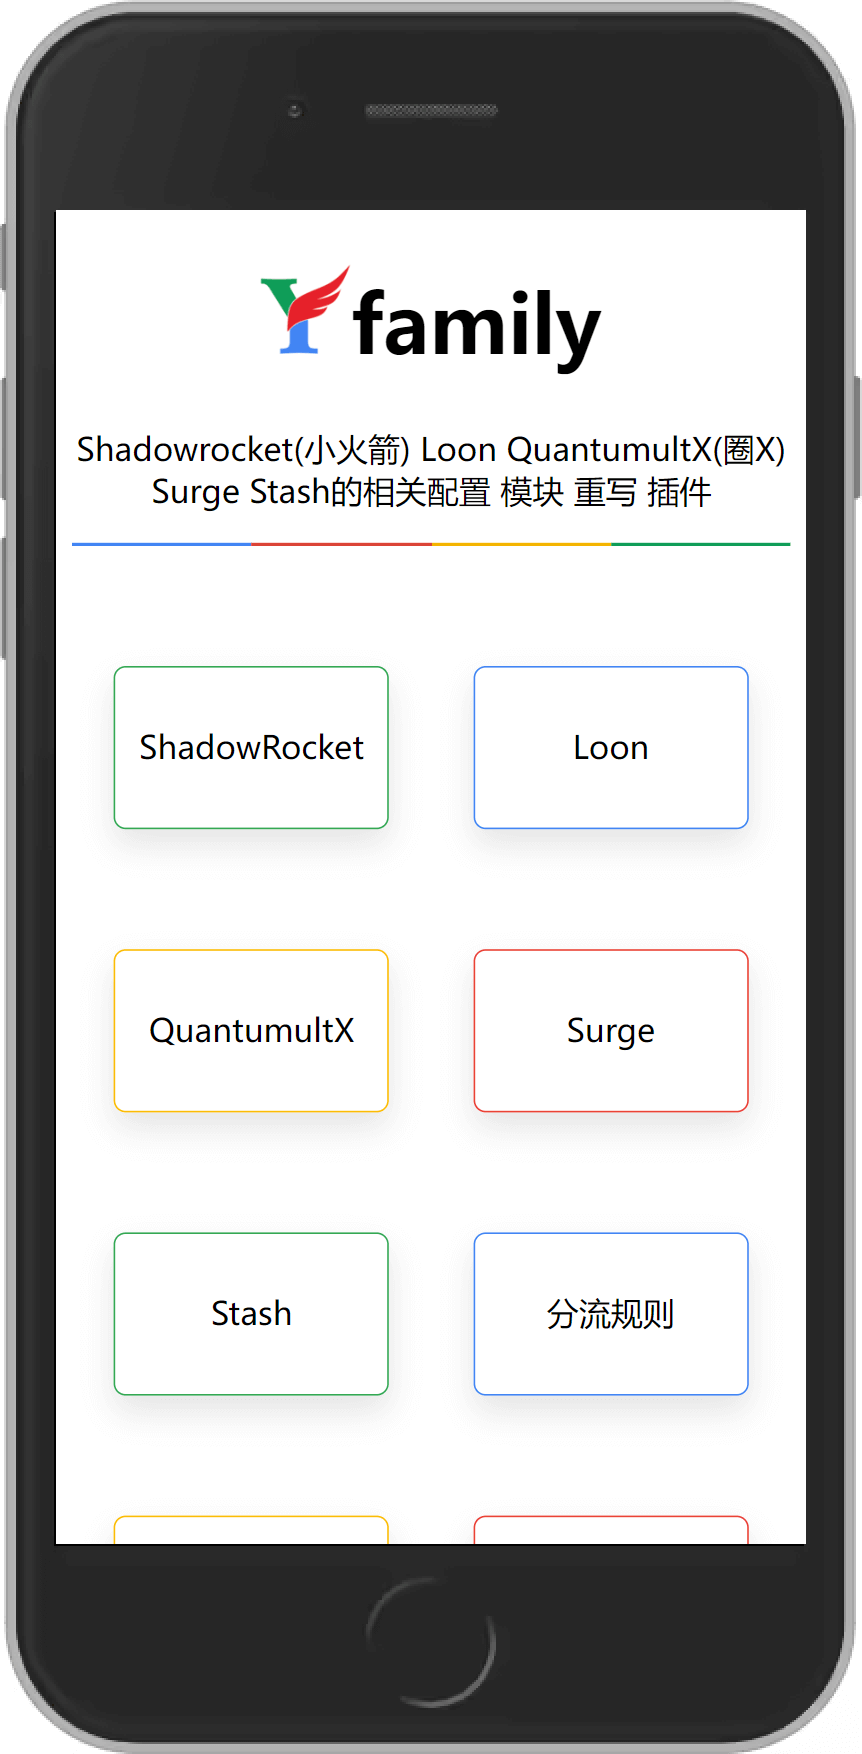 Y family
Shadowrocket(小火箭) Loon QuantumultX(圈X)
Surge Stash的相关配置 模块 重写 插件
ShadowRocket
Loon
QuantumultX
Surge
Stash
分流规则